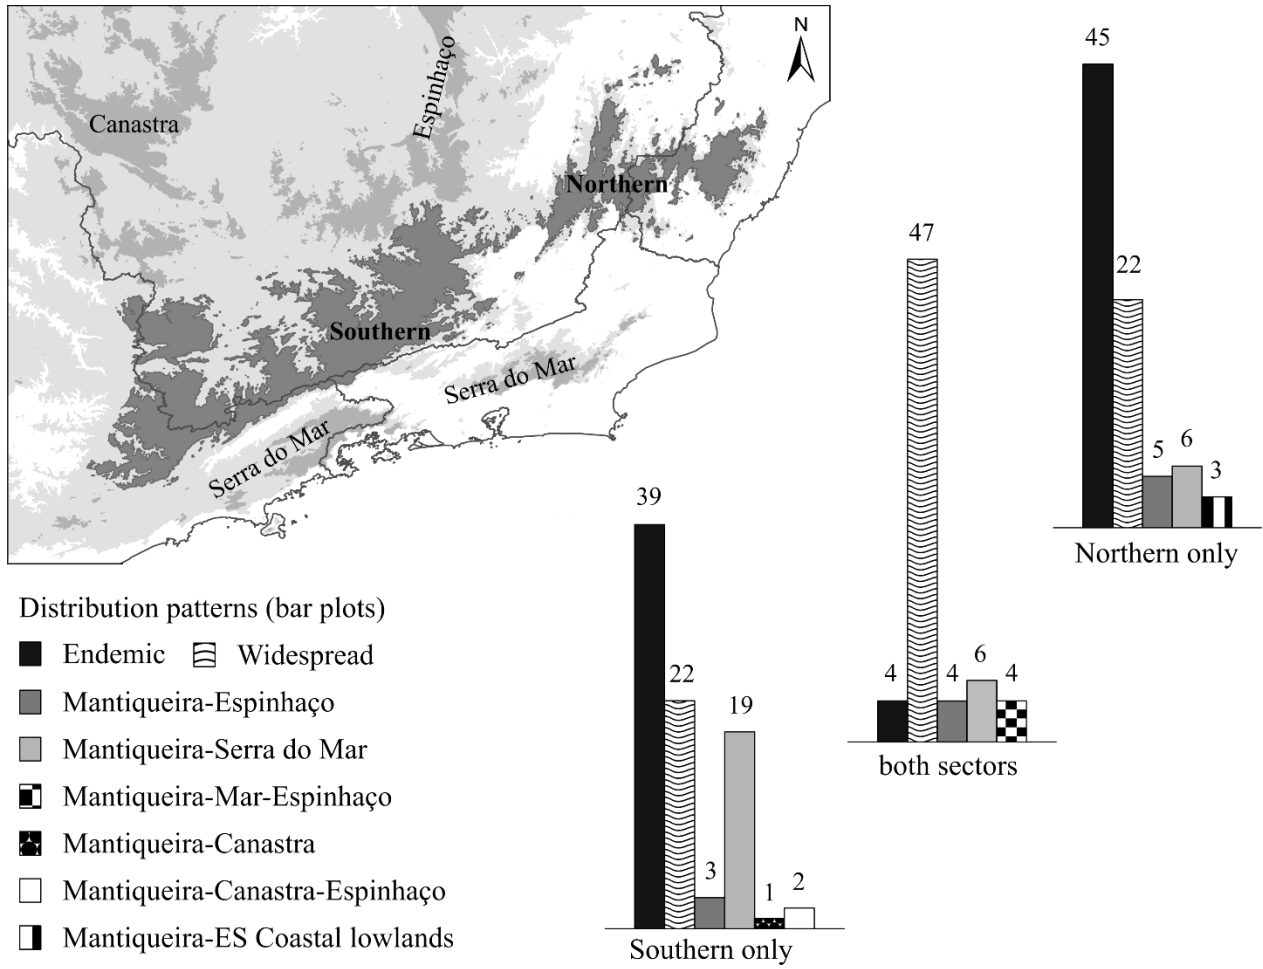 N
Canastra
Espinhaço
Northern
Southern
Serra do Mar
Serra do Mar
Distribution patterns (bar plots)
Endemic Widespread
Mantiqueira-Espinhaço
Mantiqueira-Serra do Mar
Mantiqueira-Mar-Espinhaço
Mantiqueira-Canastra
Mantiqueira-Canastra-Espinhaço
Mantiqueira-ES Coastal lowlands
39
22
3
19
1
2
Southern only
4
47
4
6
4
both sectors
45
22
5
6
3
Northern only